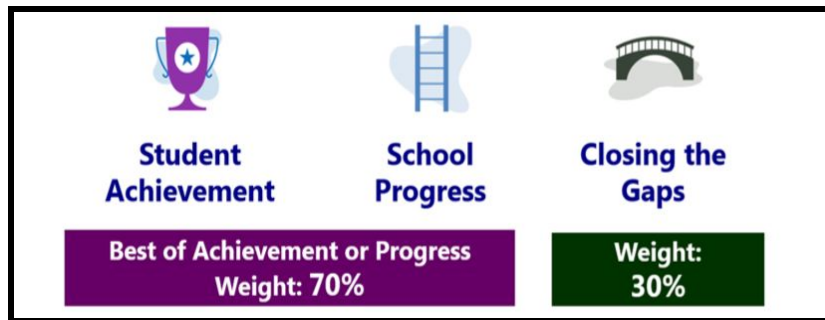 Student
Achievement
School
Progress
Closing the
Gaps
Best of Achievement or Progress
Weight: 70%
Weight:
30%